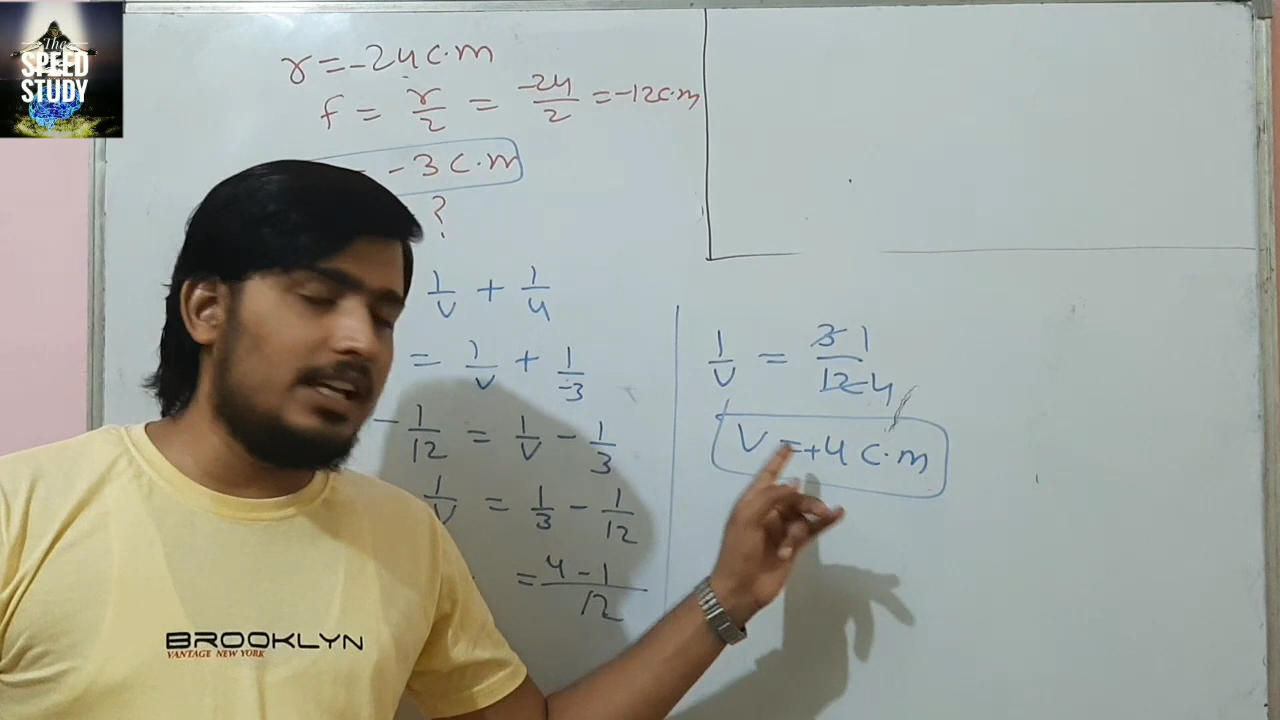 The
SPEED
STUDY
r = -24 c.m
f = r/2 = -24/2 = -12 c.m
- 3 c.m
?
1/v + 1/u
= 1/v + 1/-3
- 1/12 = 1/v - 1/3
1/v = 1/3 - 1/12
= 4 - 1/12
1/v = 3 1/12 4
V = +4 c.m
BROOKLYN
VANTAGE NEW YORK